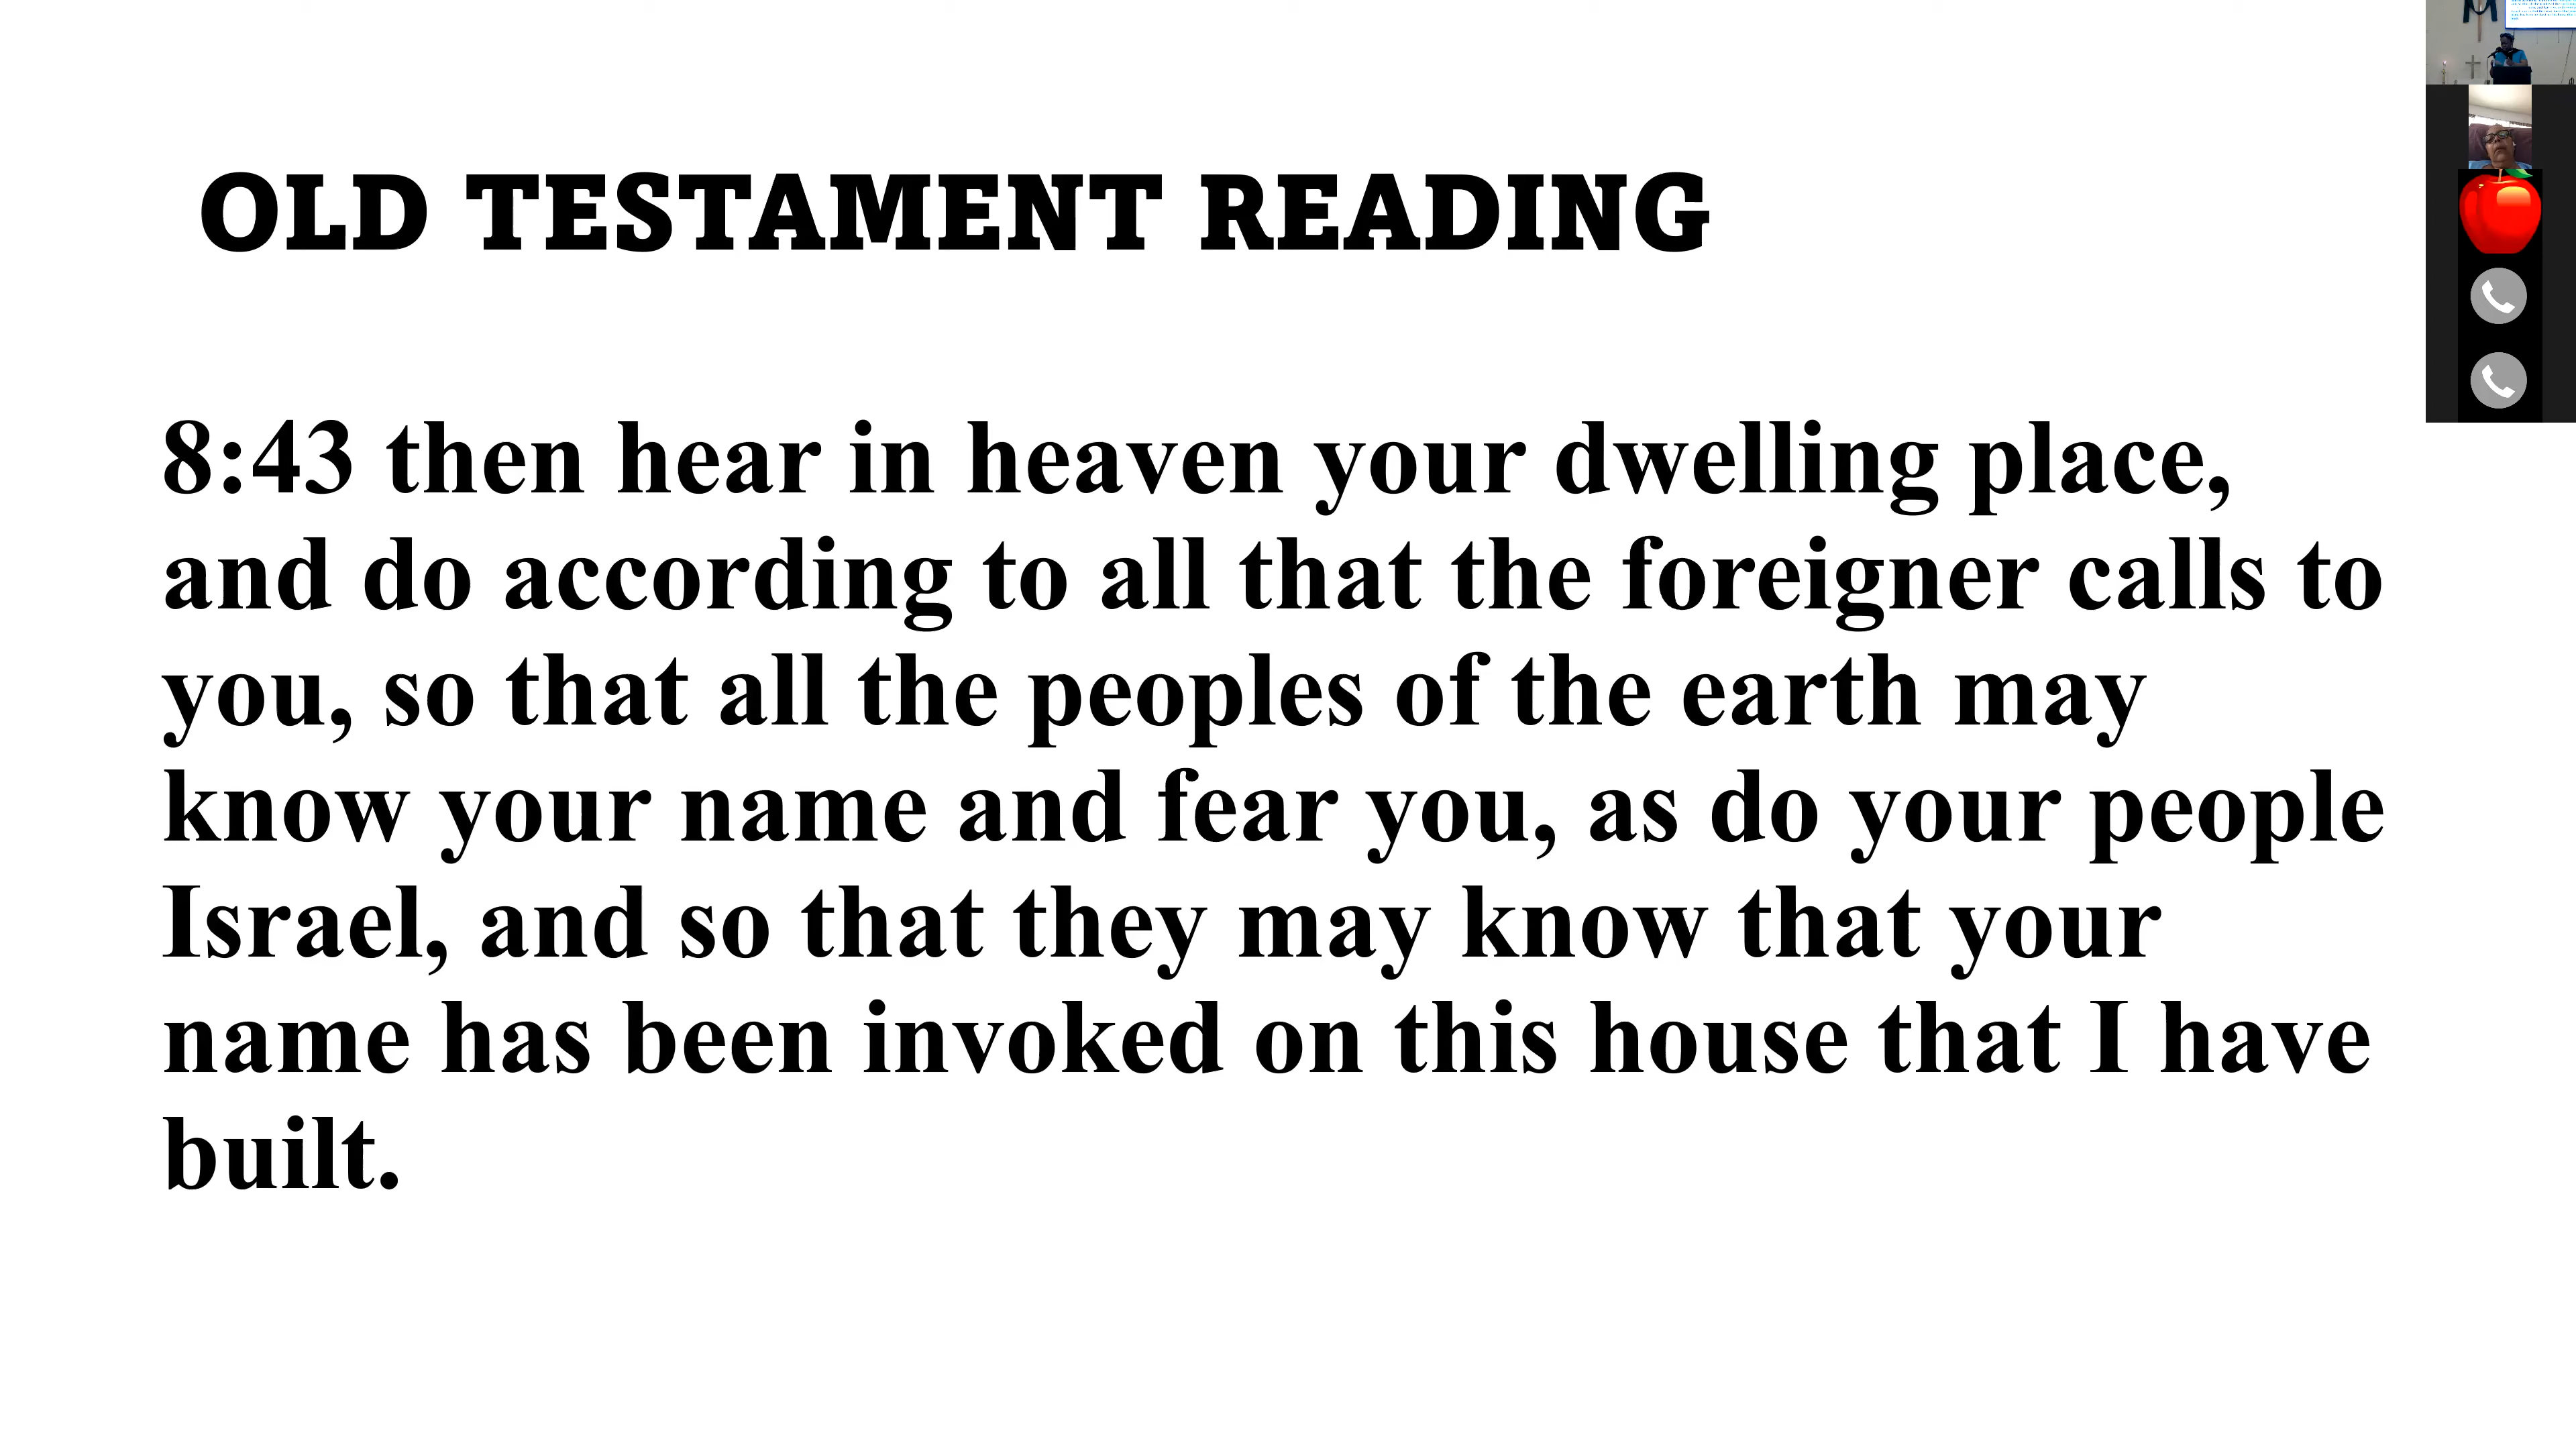 OLD TESTAMENT READING
8:43 then hear in heaven your dwelling place,
and do according to all that the foreigner calls to
you, so that all the peoples of the earth may
know your name and fear you, as do your people
Israel, and so that they may know that your
name has been invoked on this house that I have
built.